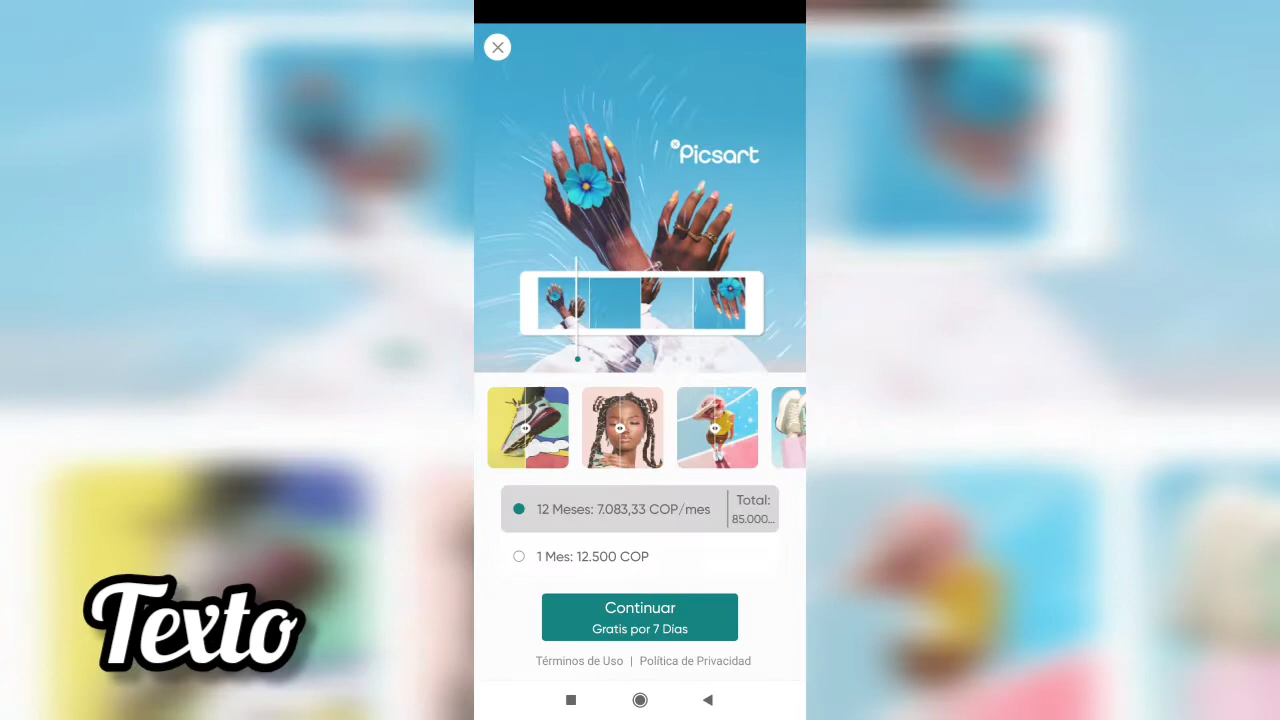 Picsart
12 Meses: 7.083,33 COP/mes
Total:
85.000...
1 Mes: 12.500 COP
Continuar
Gratis por 7 Días
Términos de Uso | Política de Privacidad
Texto